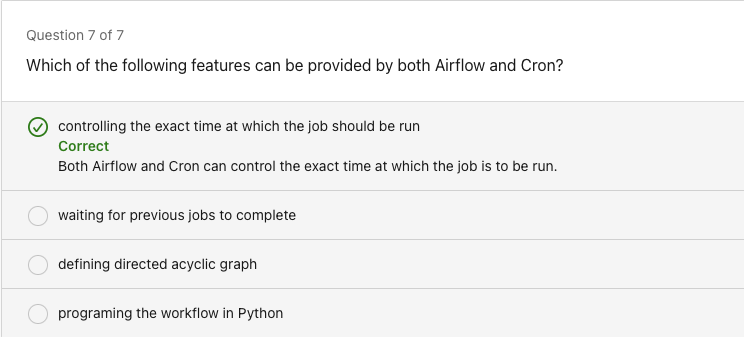 Question 7 of 7
Which of the following features can be provided by both Airflow and Cron?
controlling the exact time at which the job should be run
Correct
Both Airflow and Cron can control the exact time at which the job is to be run.
waiting for previous jobs to complete
defining directed acyclic graph
programing the workflow in Python